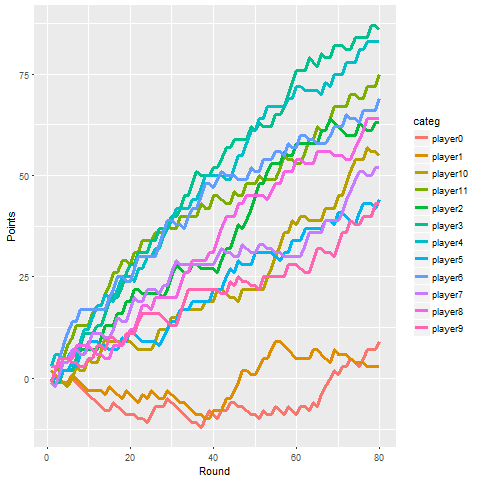 Points
75
50
25
0
0
20
40
60
80
Round
categ
player0
player1
player10
player11
player2
player3
player4
player5
player6
player7
player8
player9